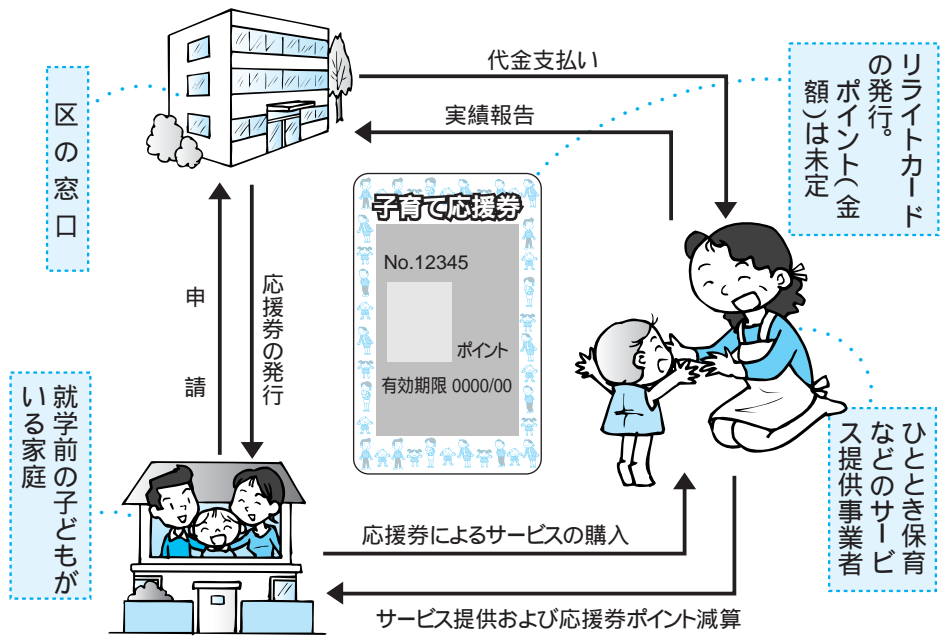 代金支払い
実績報告
区の窓口
リライトカード
の発行。
ポイント(金
額)は未定
子育て応援券
No.12345
ポイント
有効期限 0000/00
申請
応援券の発行
就学前の子どもが
いる家庭
ひととき保育
などのサービ
ス提供事業者
応援券によるサービスの購入
サービス提供および応援券ポイント減算